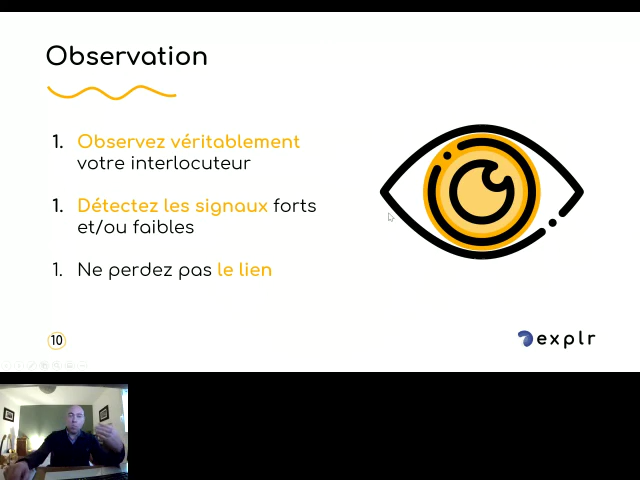 Observation
1. Observez véritablement
votre interlocuteur
1. Détectez les signaux forts
et/ou faibles
1. Ne perdez pas le lien
10
explr